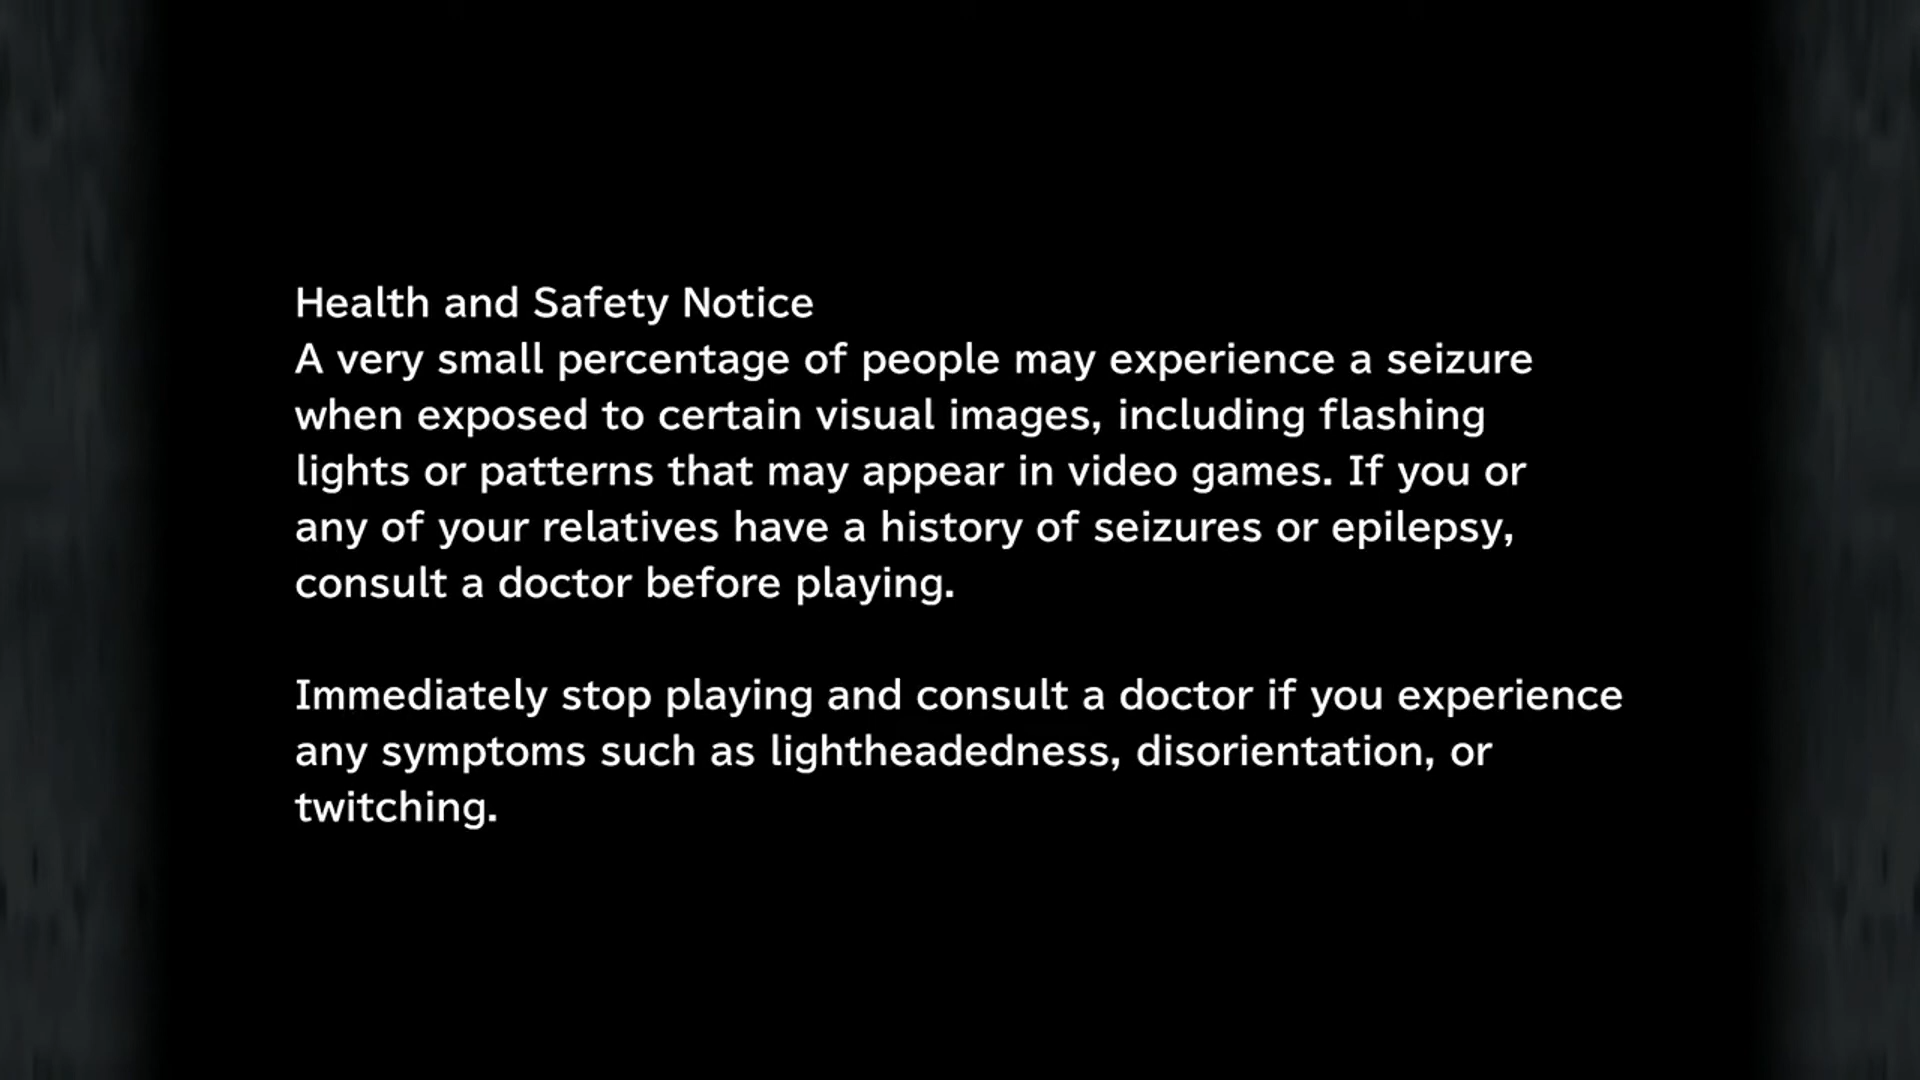 Health and Safety Notice
A very small percentage of people may experience a seizure
when exposed to certain visual images, including flashing
lights or patterns that may appear in video games. If you or
any of your relatives have a history of seizures or epilepsy,
consult a doctor before playing.
Immediately stop playing and consult a doctor if you experience
any symptoms such as lightheadedness, disorientation, or
twitching.